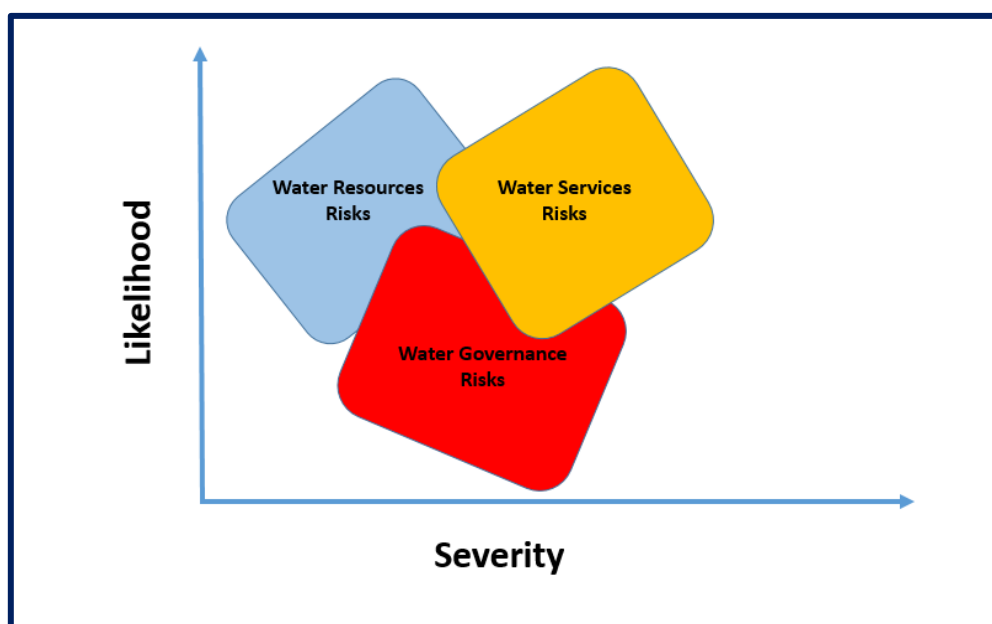 Likelihood
Water Resources
Risks
Water Services
Risks
Water Governance
Risks
Severity